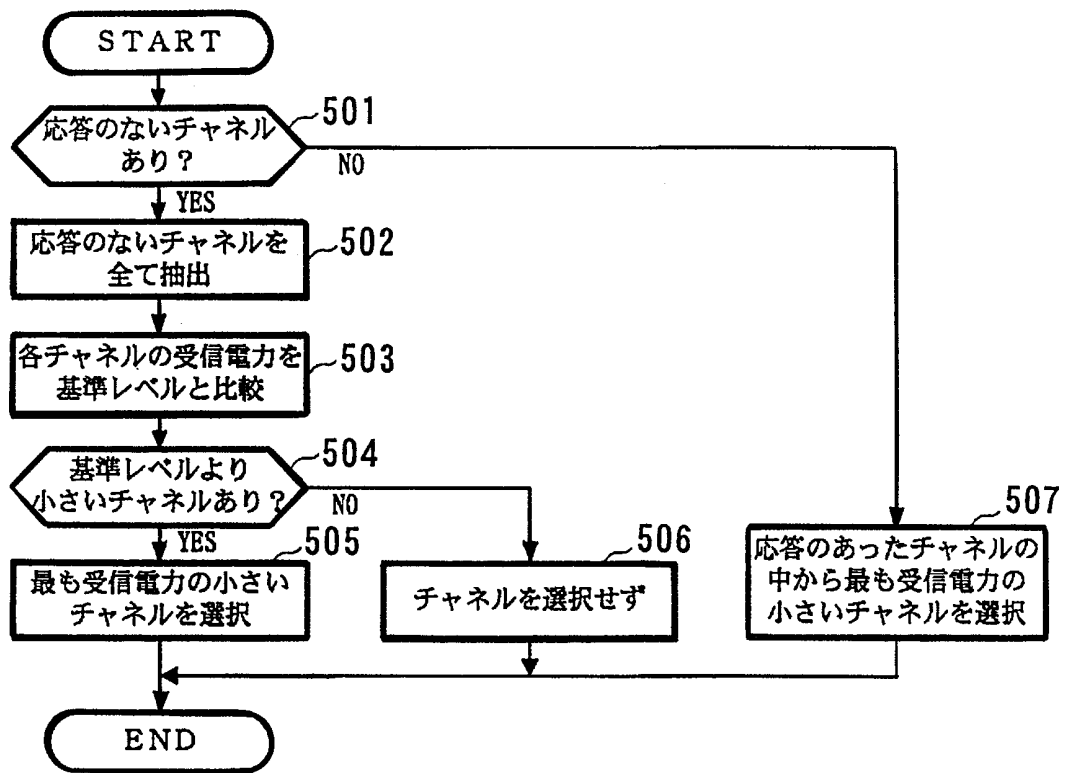 START
応答のないチャネル
あり？
501
NO
YES
応答のないチャネルを
全て抽出
502
各チャネルの受信電力を
基準レベルと比較
503
基準レベルより
小さいチャネルあり？
504
NO
YES
最も受信電力の小さい
チャネルを選択
505
チャネルを選択せず
506
応答のあったチャネルの
中から最も受信電力の
小さいチャネルを選択
507
END